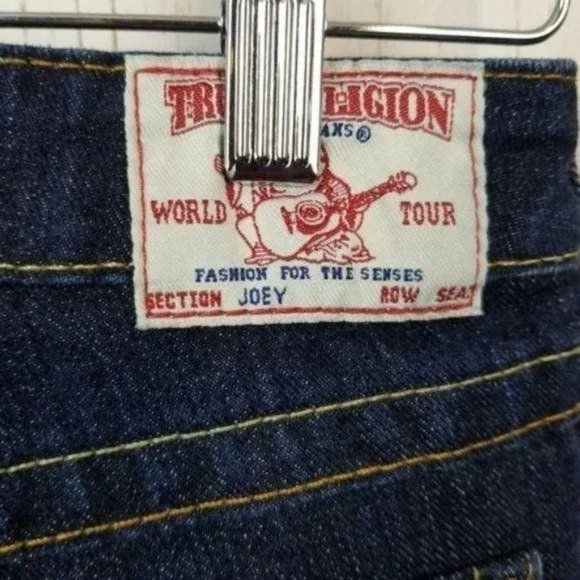 WORLD TOUR
FASHION FOR THE SENSES
SECTION JOEY ROW SEAT